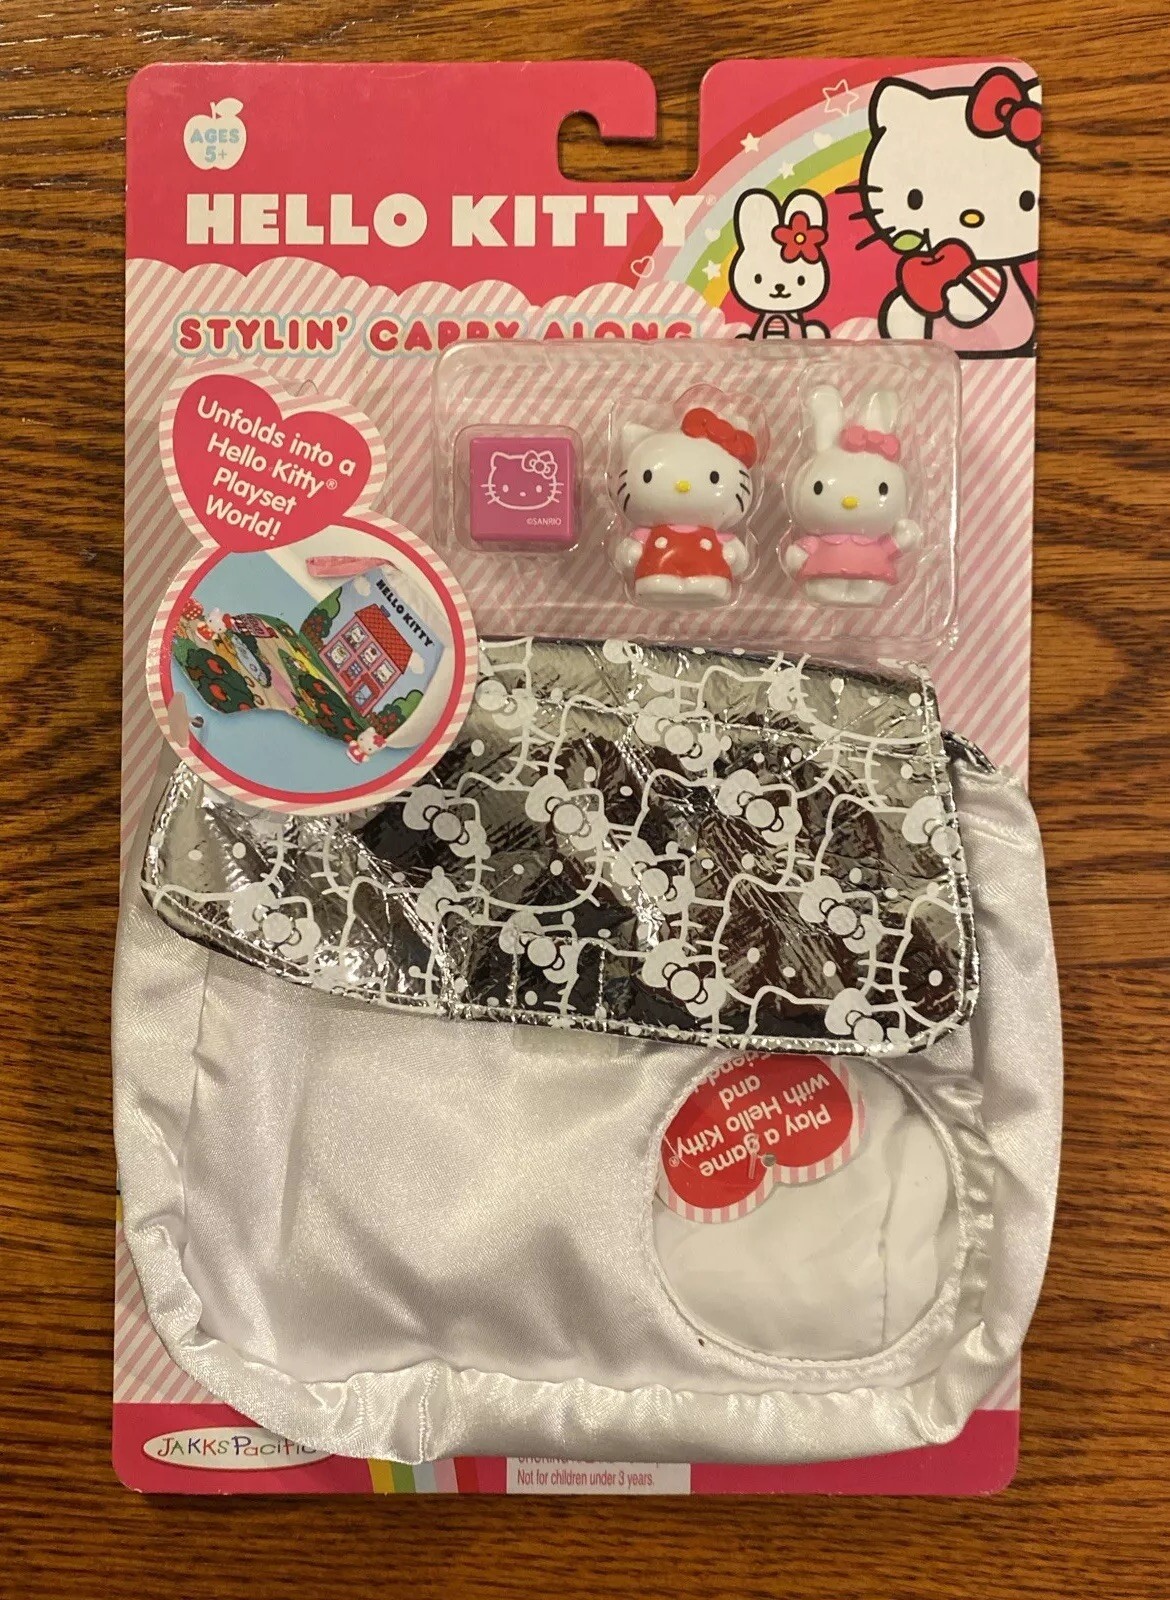 AGES
5+
HELLO KITTY®
STYLIN' CARRY ALONG
Unfolds into a
Hello Kitty®
Playset
World!
©SANRIO
HELLO KITTY
Play a game
with Hello Kitty®
and
Friends
JAKKS Pacific
Not for children under 3 years.